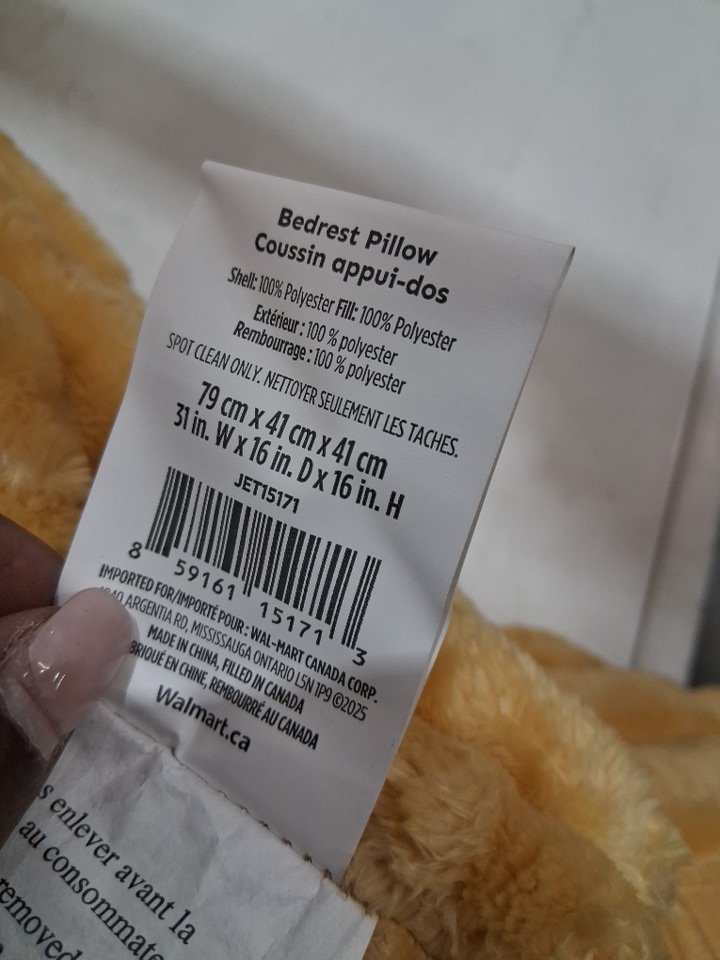 Bedrest Pillow
Coussin appui-dos
Shell: 100% Polyester Fill: 100% Polyester
Extérieur : 100 % polyester
Rembourrage : 100 % polyester
SPOT CLEAN ONLY. NETTOYER SEULEMENT LES TACHES.
79 cm x 41 cm x 41 cm
31 in. W x 16 in. D x 16 in. H
JET15171
8 59161 15171 3
IMPORTED FOR/IMPORTÉ POUR : WAL-MART CANADA CORP.
ARGENTIA RD, MISSISSAUGA ONTARIO L5N 1P9 ©2025
MADE IN CHINA, FILLED IN CANADA
BRIQUÉ EN CHINE, REMBOURRÉ AU CANADA
Walmart.ca
s enlever avant la
au consommate
removed